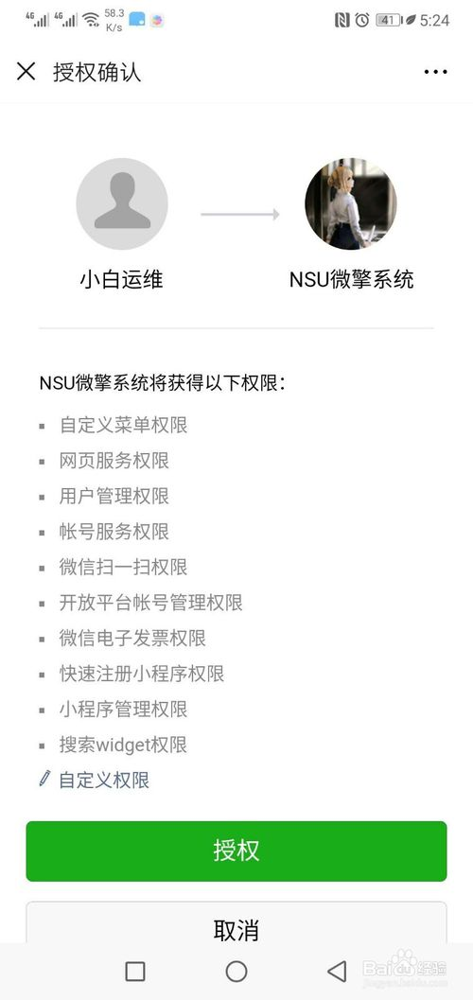 4G 4G 58.3 K/s 41 5:24
授权确认
小白运维 NSU微擎系统
NSU微擎系统将获得以下权限：
自定义菜单权限
网页服务权限
用户管理权限
帐号服务权限
微信扫一扫权限
开放平台帐号管理权限
微信电子发票权限
快速注册小程序权限
小程序管理权限
搜索widget权限
自定义权限
授权
取消
Baidu经验
jingyan.baidu.com